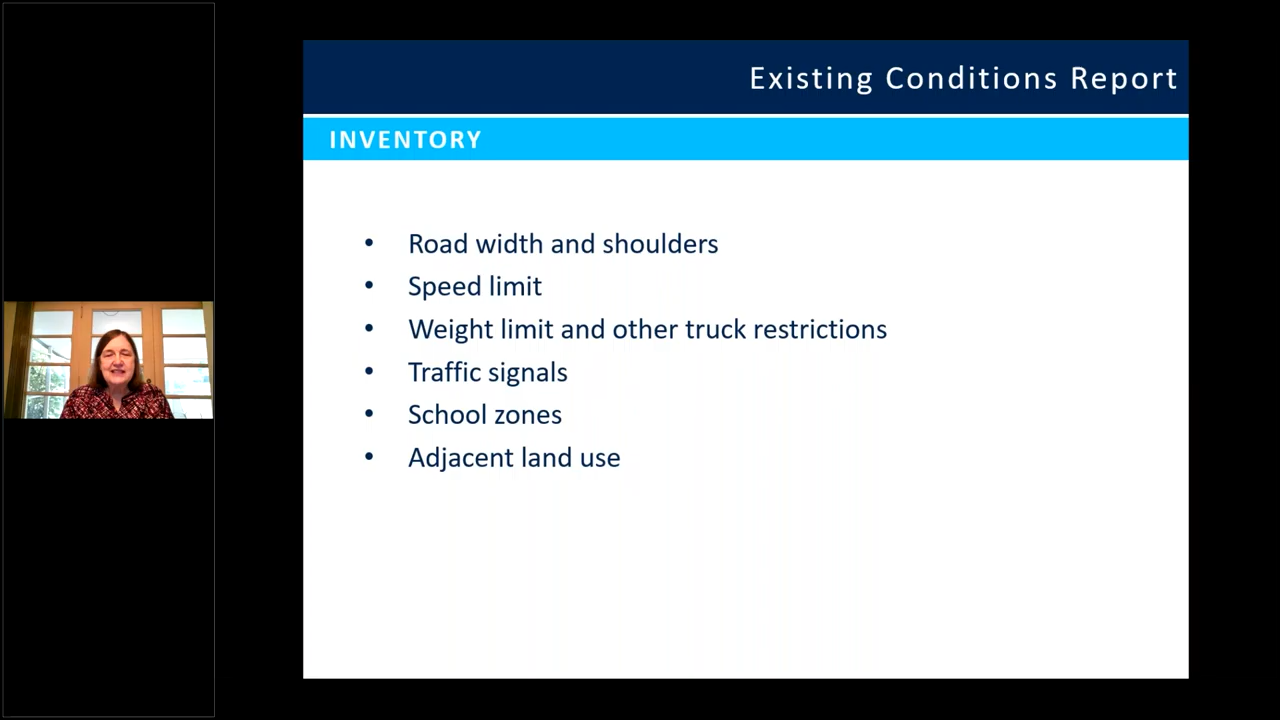 Existing Conditions Report
INVENTORY
• Road width and shoulders
• Speed limit
• Weight limit and other truck restrictions
• Traffic signals
• School zones
• Adjacent land use